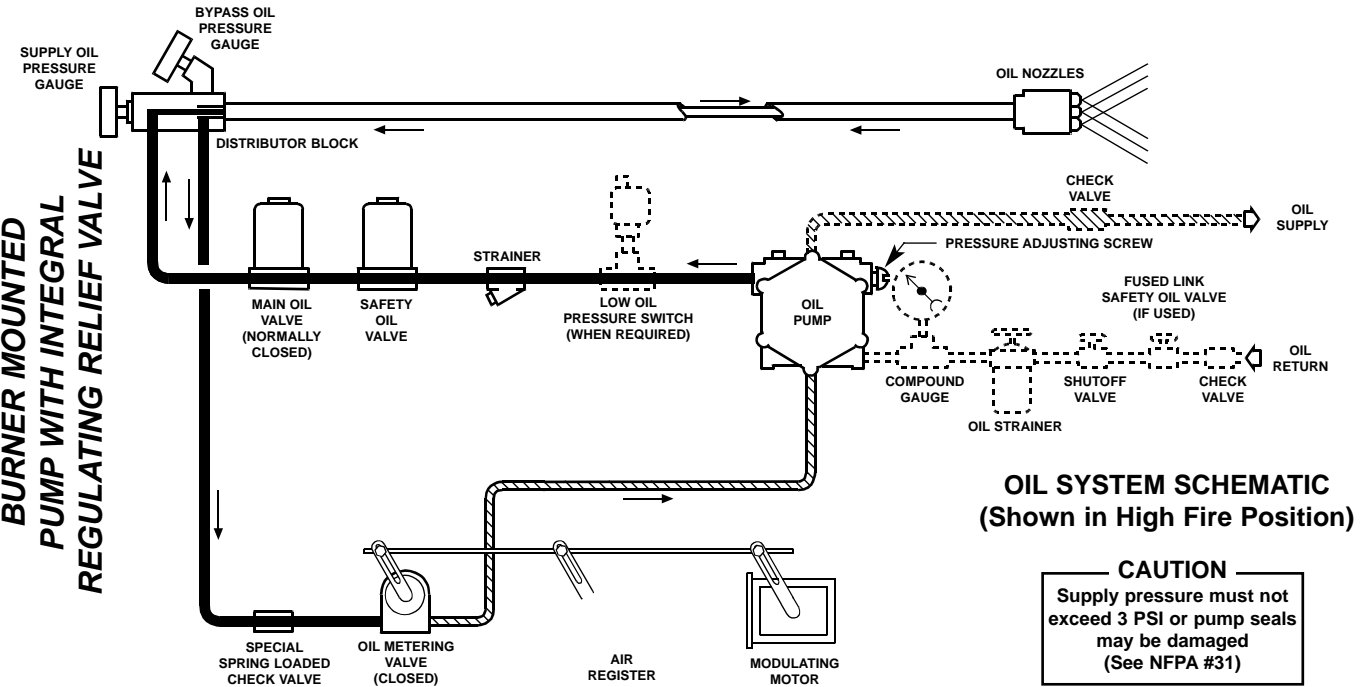 BURNER MOUNTED
PUMP WITH INTEGRAL
REGULATING RELIEF VALVE
BYPASS OIL
PRESSURE
GAUGE
SUPPLY OIL
PRESSURE
GAUGE
DISTRIBUTOR BLOCK
OIL NOZZLES
CHECK
VALVE
OIL
SUPPLY
PRESSURE ADJUSTING SCREW
STRAINER
MAIN OIL
VALVE
(NORMALLY
CLOSED)
SAFETY
OIL
VALVE
LOW OIL
PRESSURE SWITCH
(WHEN REQUIRED)
OIL
PUMP
FUSED LINK
SAFETY OIL VALVE
(IF USED)
OIL
RETURN
COMPOUND
GAUGE
OIL STRAINER
SHUTOFF
VALVE
CHECK
VALVE
OIL SYSTEM SCHEMATIC
(Shown in High Fire Position)
CAUTION
Supply pressure must not
exceed 3 PSI or pump seals
may be damaged
(See NFPA #31)
SPECIAL
SPRING LOADED
CHECK VALVE
OIL METERING
VALVE
(CLOSED)
AIR
REGISTER
MODULATING
MOTOR